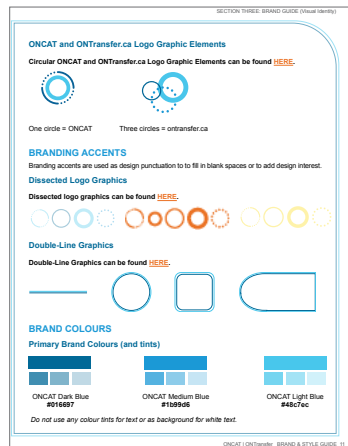 SECTION THREE: BRAND GUIDE (Visual Identity)
ONCAT and ONTransfer.ca Logo Graphic Elements
Circular ONCAT and ONTransfer.ca Logo Graphic Elements can be found HERE.
One circle = ONCAT
Three circles = ontransfer.ca
BRANDING ACCENTS
Branding accents are used as design punctuation to to fill in blank spaces or to add design interest.
Dissected Logo Graphics
Dissected logo graphics can be found HERE.
Double-Line Graphics
Double-Line Graphics can be found HERE.
BRAND COLOURS
Primary Brand Colours (and tints)
ONCAT Dark Blue
#016697
ONCAT Medium Blue
#1b99d6
ONCAT Light Blue
#48c7ec
Do not use any colour tints for text or as background for white text.
ONCAT | ONTransfer BRAND & STYLE GUIDE 11